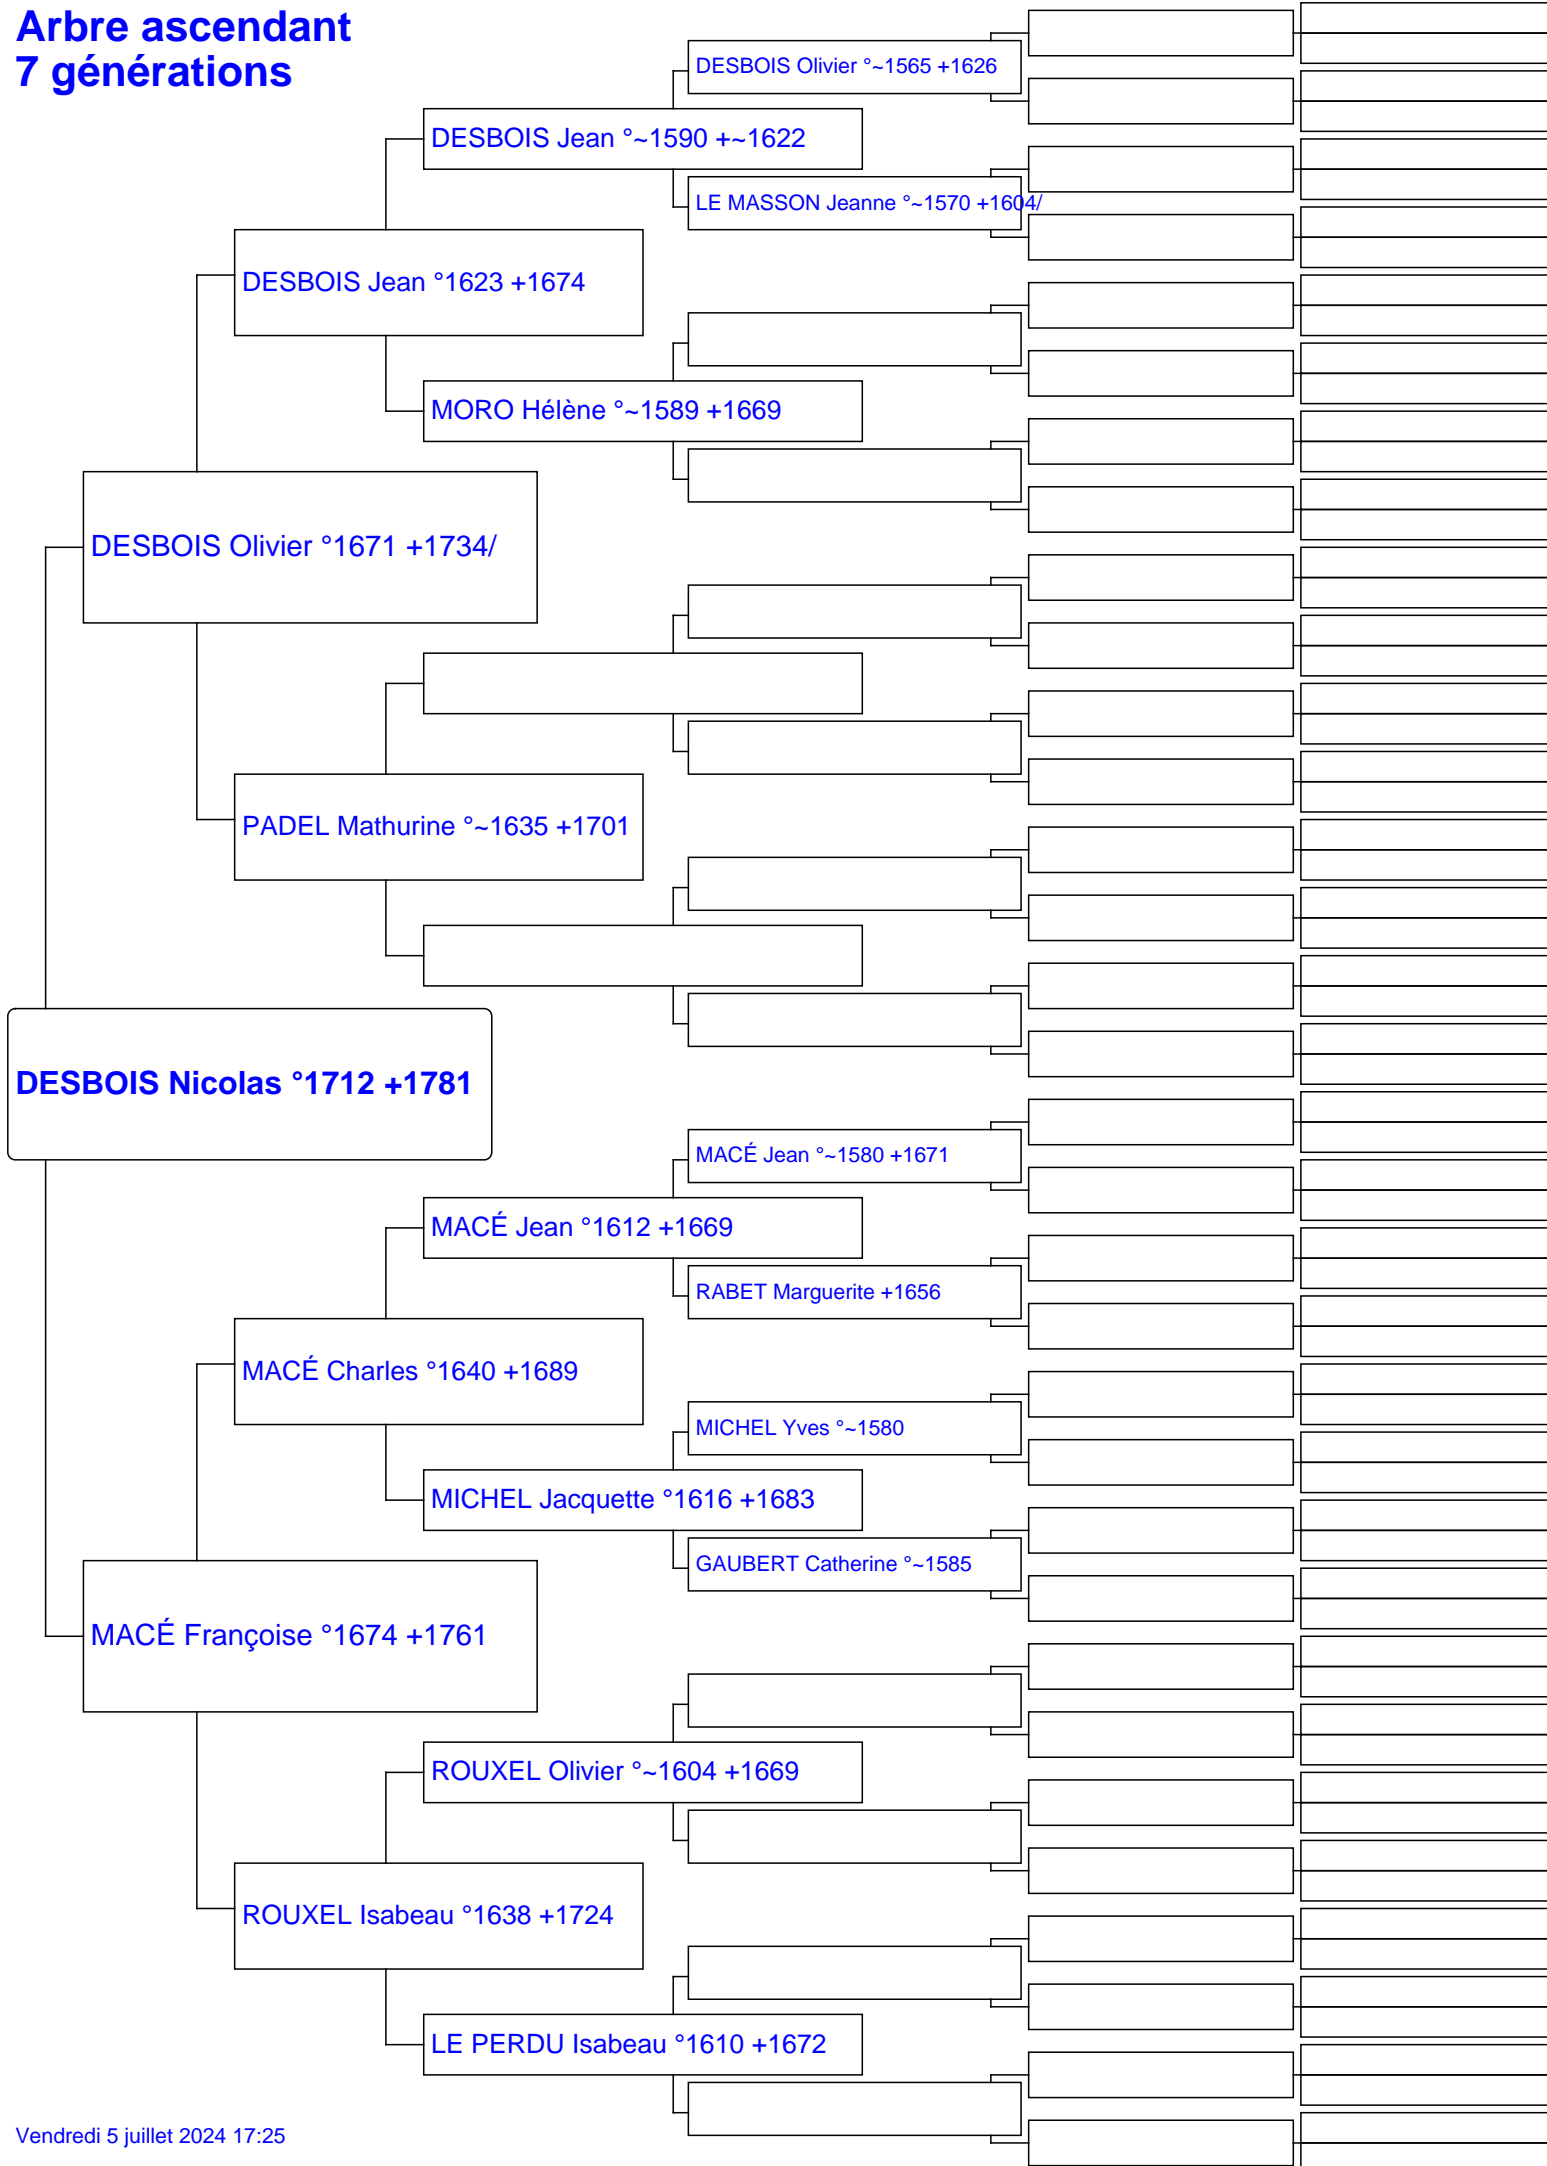 Arbre ascendant
7 générations
DESBOIS Olivier °~1565 +1626
DESBOIS Jean °~1590 +~1622
LE MASSON Jeanne °~1570 +1604/
DESBOIS Jean °1623 +1674
MORO Hélène °~1589 +1669
DESBOIS Olivier °1671 +1734/
PADEL Mathurine °~1635 +1701
DESBOIS Nicolas °1712 +1781
MACÉ Jean °~1580 +1671
MACÉ Jean °1612 +1669
RABET Marguerite +1656
MACÉ Charles °1640 +1689
MICHEL Yves °~1580
MICHEL Jacquette °1616 +1683
GAUBERT Catherine °~1585
MACÉ Françoise °1674 +1761
ROUXEL Olivier °~1604 +1669
ROUXEL Isabeau °1638 +1724
LE PERDU Isabeau °1610 +1672
Vendredi 5 juillet 2024 17:25